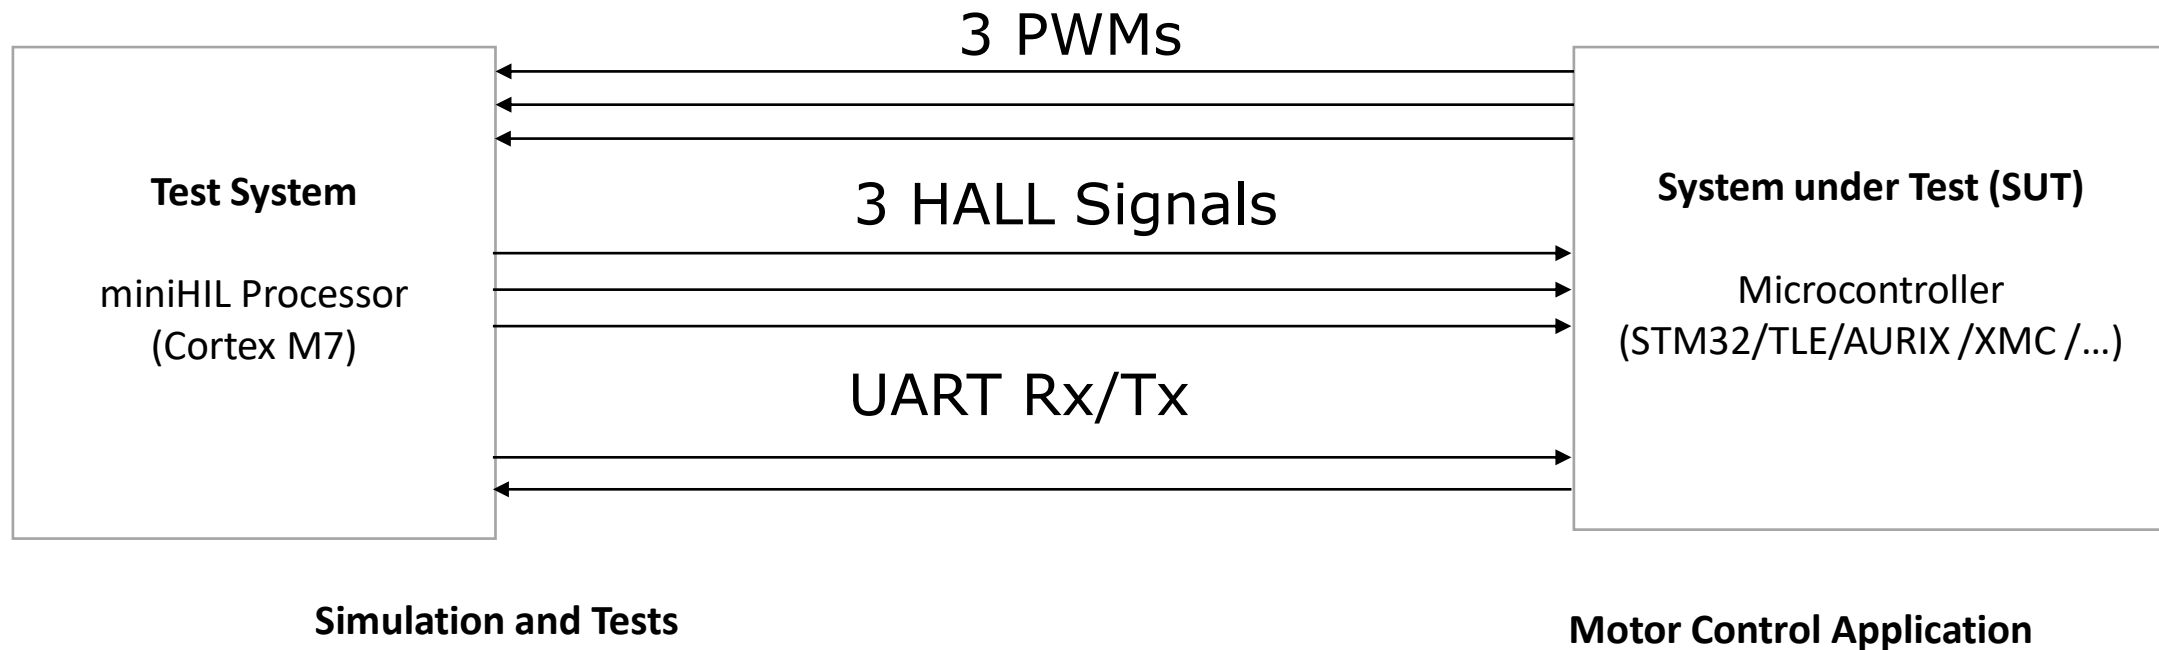 3 PWMs
Test System
miniHIL Processor
(Cortex M7)
3 HALL Signals
UART Rx/Tx
System under Test (SUT)
Microcontroller
(STM32/TLE/AURIX /XMC /...)
Simulation and Tests
Motor Control Application